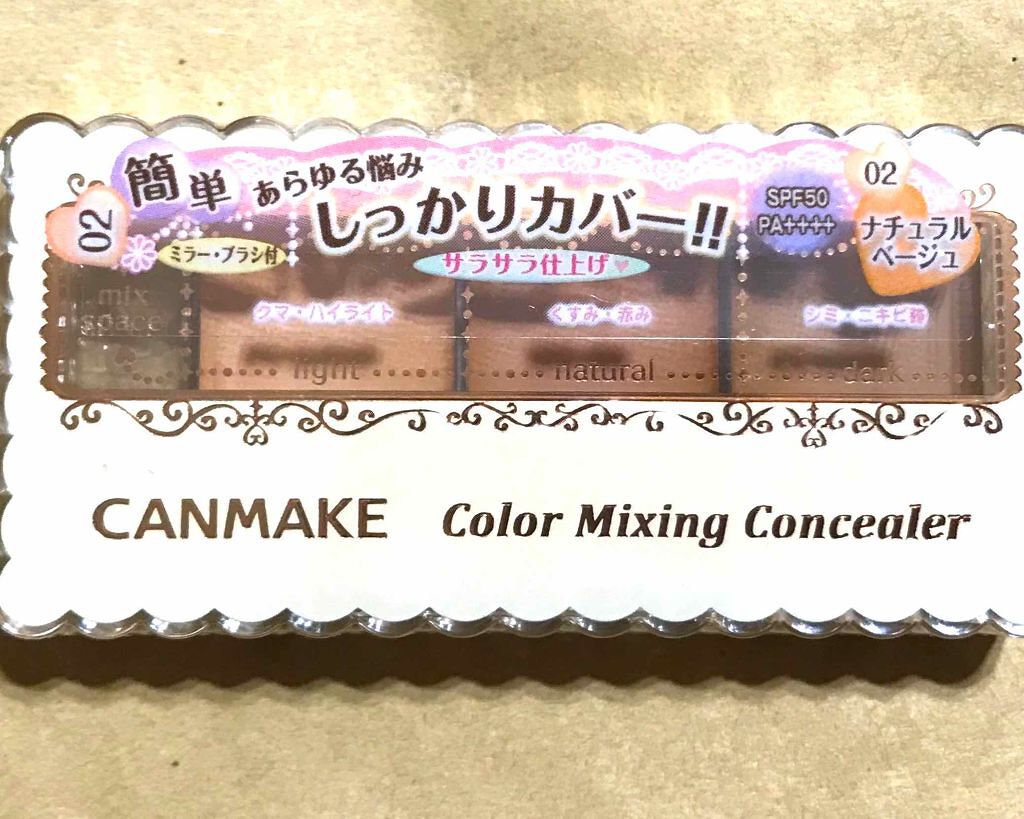 02
簡単 あらゆる悩み
しっかりカバー!!
ミラー・ブラシ付
サラサラ仕上げ♥
SPF50
PA++++
02
ナチュラル
ベージュ
mix
space
クマ・ハイライト
くすみ・赤み
シミ・ニキビ跡
light
natural
dark
CANMAKE Color Mixing Concealer